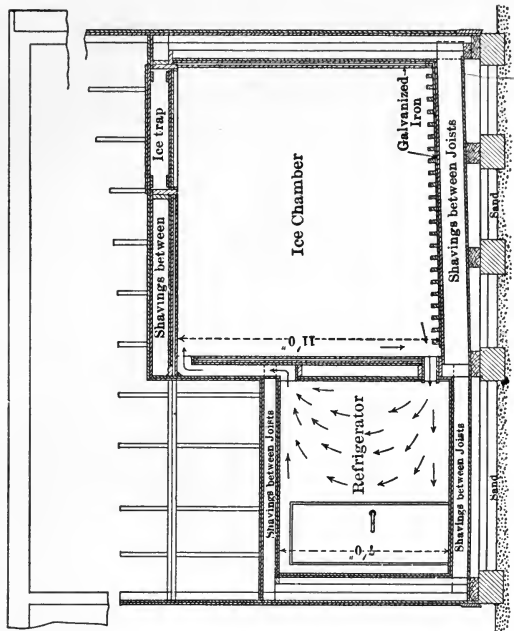 Ice trap
Shavings between
Galvanized
Iron
Ice Chamber
Shavings between Joists
Sand
11′0″
Shavings between Joists
Refrigerator
7′0″
Shavings between Joists
Sand